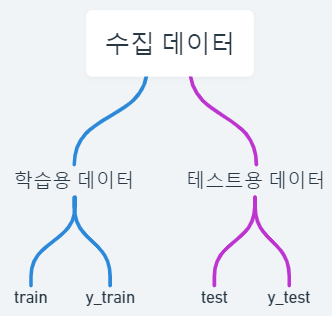 수집 데이터
학습용 데이터
테스트용 데이터
train
y_train
test
y_test